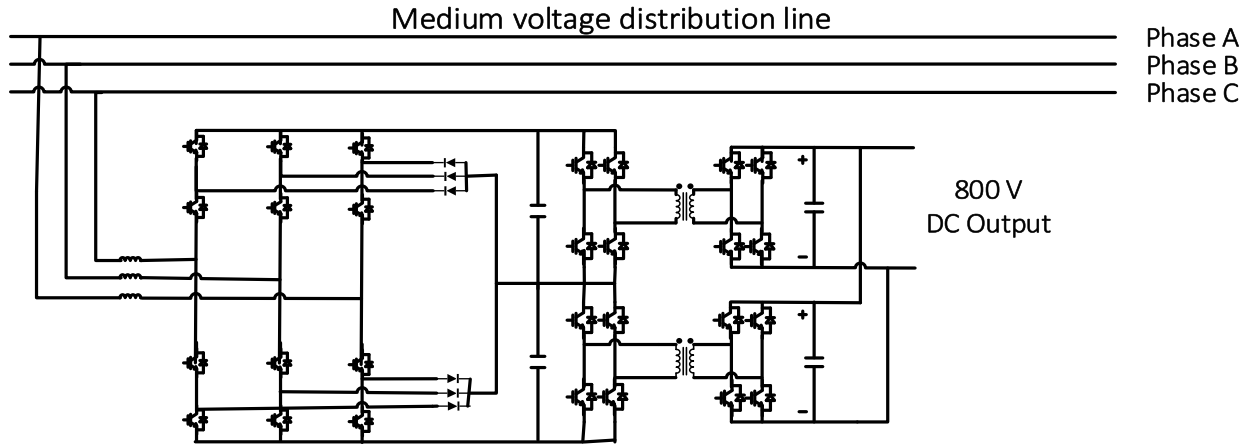 Medium voltage distribution line
Phase A
Phase B
Phase C
800 V
DC Output
+
−
+
−